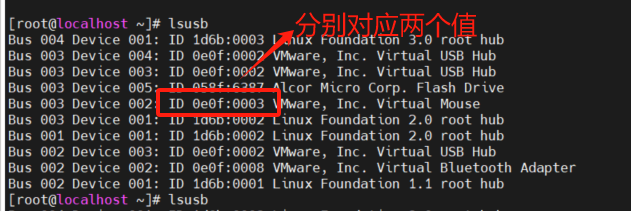 [root@localhost ~]# lsusb
分别对应两个值
Bus 004 Device 001: ID 1d6b:0003 Linux Foundation 3.0 root hub
Bus 003 Device 004: ID 0e0f:0002 VMware, Inc. Virtual USB Hub
Bus 003 Device 003: ID 0e0f:0002 VMware, Inc. Virtual USB Hub
Bus 003 Device 005: ID 058f:6387 Alcor Micro Corp. Flash Drive
Bus 003 Device 002: ID 0e0f:0003 VMware, Inc. Virtual Mouse
Bus 003 Device 001: ID 1d6b:0002 Linux Foundation 2.0 root hub
Bus 001 Device 001: ID 1d6b:0002 Linux Foundation 2.0 root hub
Bus 002 Device 003: ID 0e0f:0002 VMware, Inc. Virtual USB Hub
Bus 002 Device 002: ID 0e0f:0008 VMware, Inc. Virtual Bluetooth Adapter
Bus 002 Device 001: ID 1d6b:0001 Linux Foundation 1.1 root hub
[root@localhost ~]# lsusb